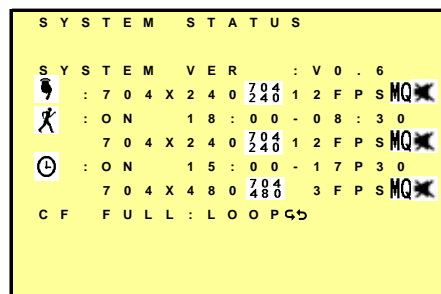 SYSTEM STATUS
SYSTEM VER : V0.6
: 704X240 704 240 12FPS MQ
: ON 18:00-08:30
704X240 704 240 12FPS MQ
: ON 15:00-17P30
704X480 704 480 3FPS MQ
CF FULL:LOOP